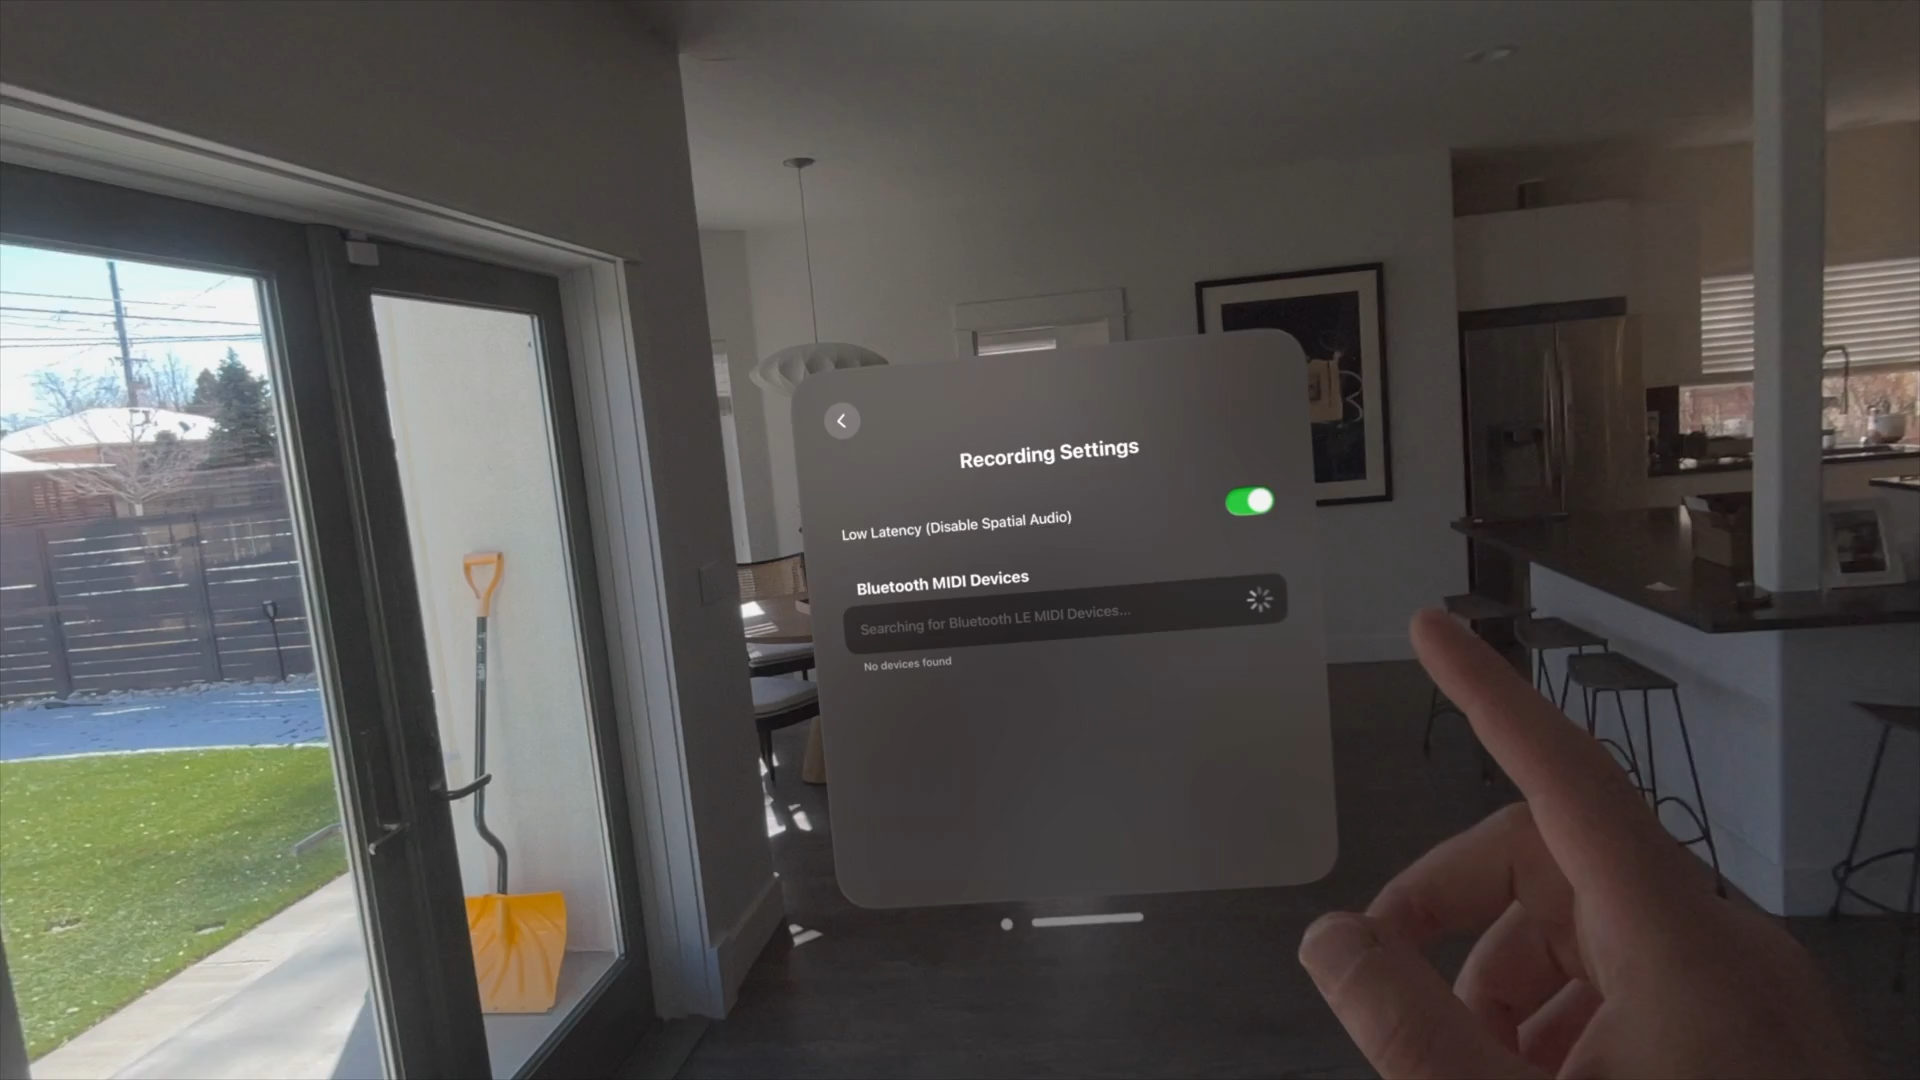 Recording Settings
Low Latency (Disable Spatial Audio)
Bluetooth MIDI Devices
Searching for Bluetooth LE MIDI Devices...
No devices found